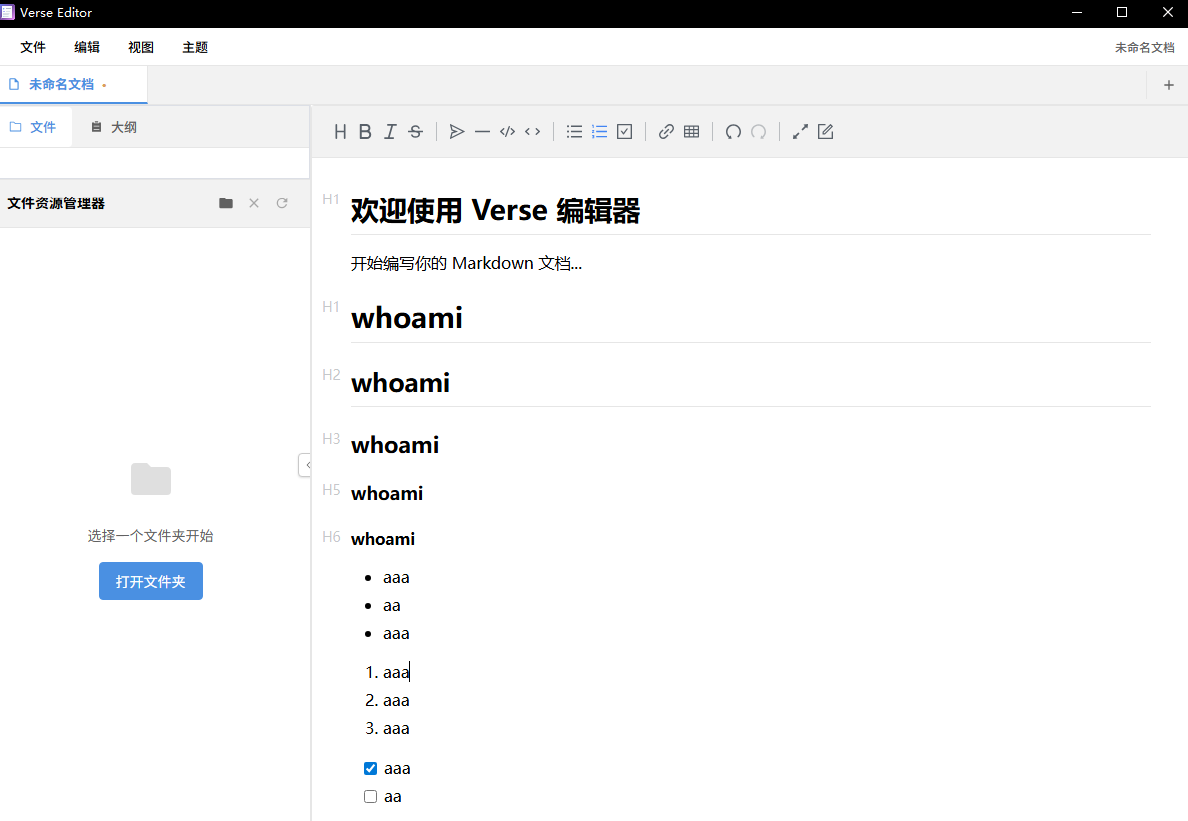 Verse Editor
文件 编辑 视图 主题 未命名文档
未命名文档
文件 大纲
文件资源管理器
选择一个文件夹开始
打开文件夹
H B I S
H1 欢迎使用 Verse 编辑器
开始编写你的 Markdown 文档...
H1 whoami
H2 whoami
H3 whoami
H5 whoami
H6 whoami
• aaa
• aa
• aaa
1. aaa
2. aaa
3. aaa
aaa
aa